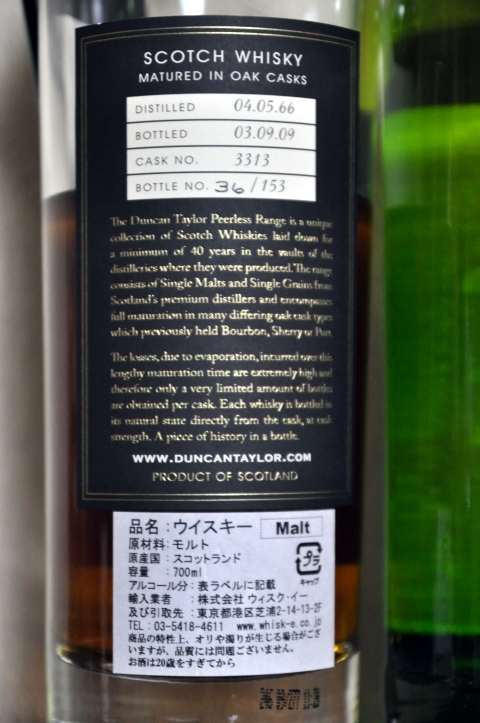 SCOTCH WHISKY
MATURED IN OAK CASKS
DISTILLED 04.05.66
BOTTLED 03.09.09
CASK NO. 3313
BOTTLE NO. 36/153
The Duncan Taylor Peerless Range is a unique
collection of Scotch Whiskies laid down for
a minimum of 40 years in the vaults of the
distilleries where they were produced. The range
consists of Single Malts and Single Grains from
Scotland's premium distillers and encompasses
full maturation in many differing oak cask types
which previously held Bourbon, Sherry or Port.
The losses, due to evaporation, incurred over this
lengthy maturation time are extremely high and
therefore only a very limited amount of bottles
are obtained per cask. Each whisky is bottled in
its natural state directly from the cask, at cask
strength. A piece of history in a bottle.
WWW.DUNCANTAYLOR.COM
PRODUCT OF SCOTLAND
品名：ウイスキー Malt
原材料：モルト
原産国：スコットランド
容量：700ml
アルコール分：表ラベルに記載
輸入業者：株式会社 ウィスク・イー
及び引取先：東京都港区芝浦2-14-13-2F
TEL：03-5418-4611 www.whisk-e.co.jp
商品の特性上、オリや濁りが生じる場合がござ
いますが、品質には問題ございません。
お酒は20歳をすぎてから
プラ
キャップ